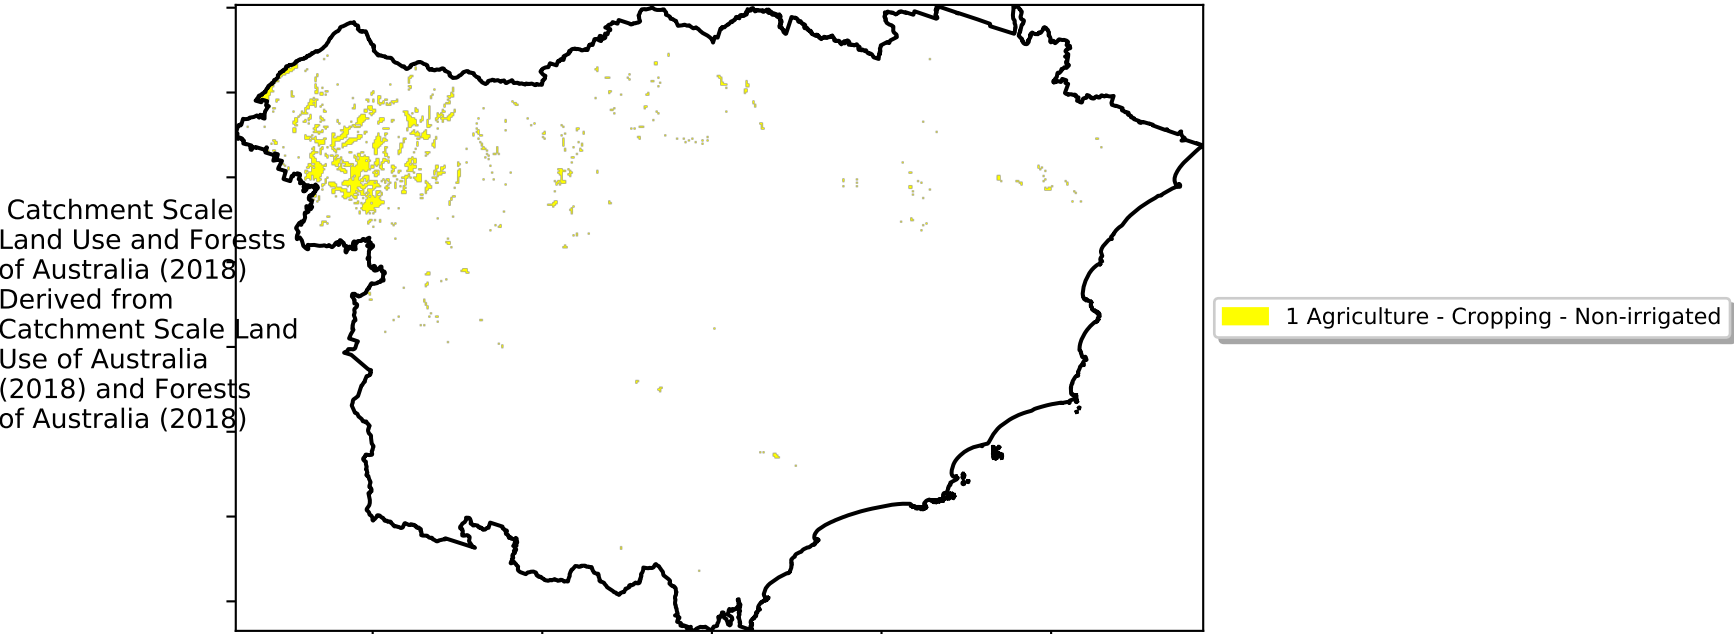 Catchment Scale
Land Use and Forests
of Australia (2018)
Derived from
Catchment Scale Land
Use of Australia
(2018) and Forests
of Australia (2018)
1 Agriculture - Cropping - Non-irrigated